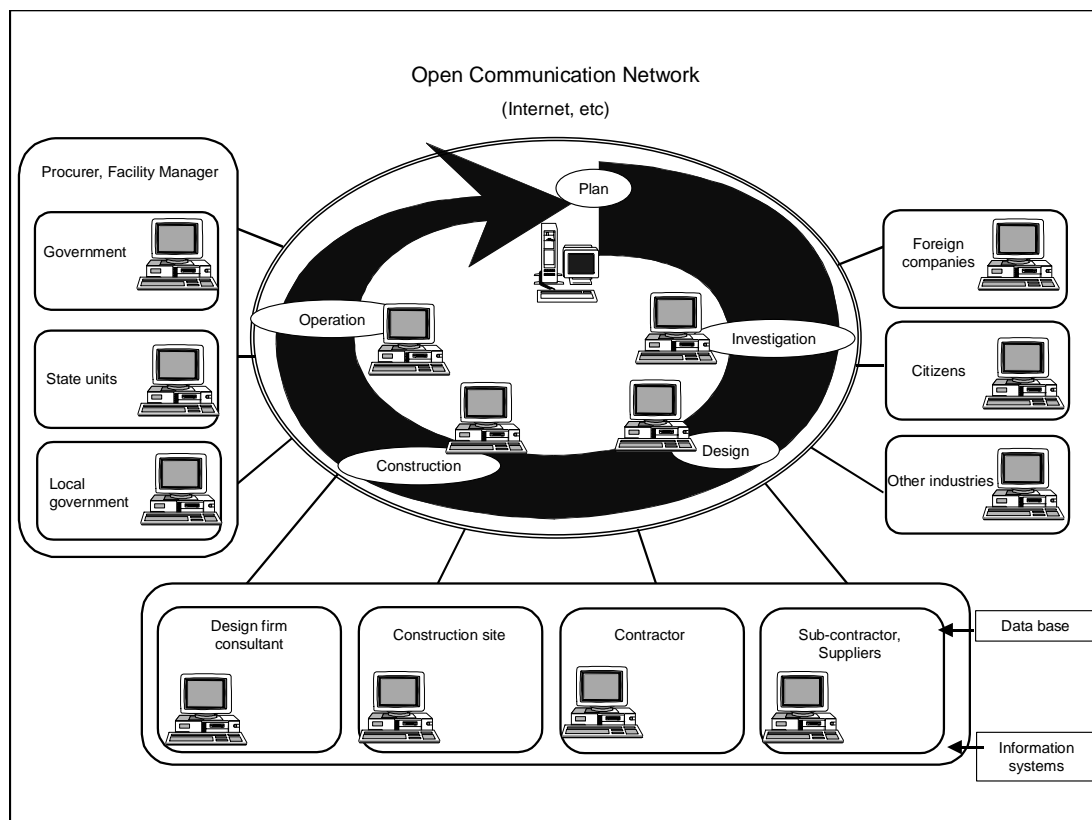 Open Communication Network
(Internet, etc)
Procurer, Facility Manager
Government
State units
Local
government
Plan
Operation
Investigation
Construction
Design
Foreign
companies
Citizens
Other industries
Design firm
consultant
Construction site
Contractor
Sub-contractor,
Suppliers
Data base
Information
systems